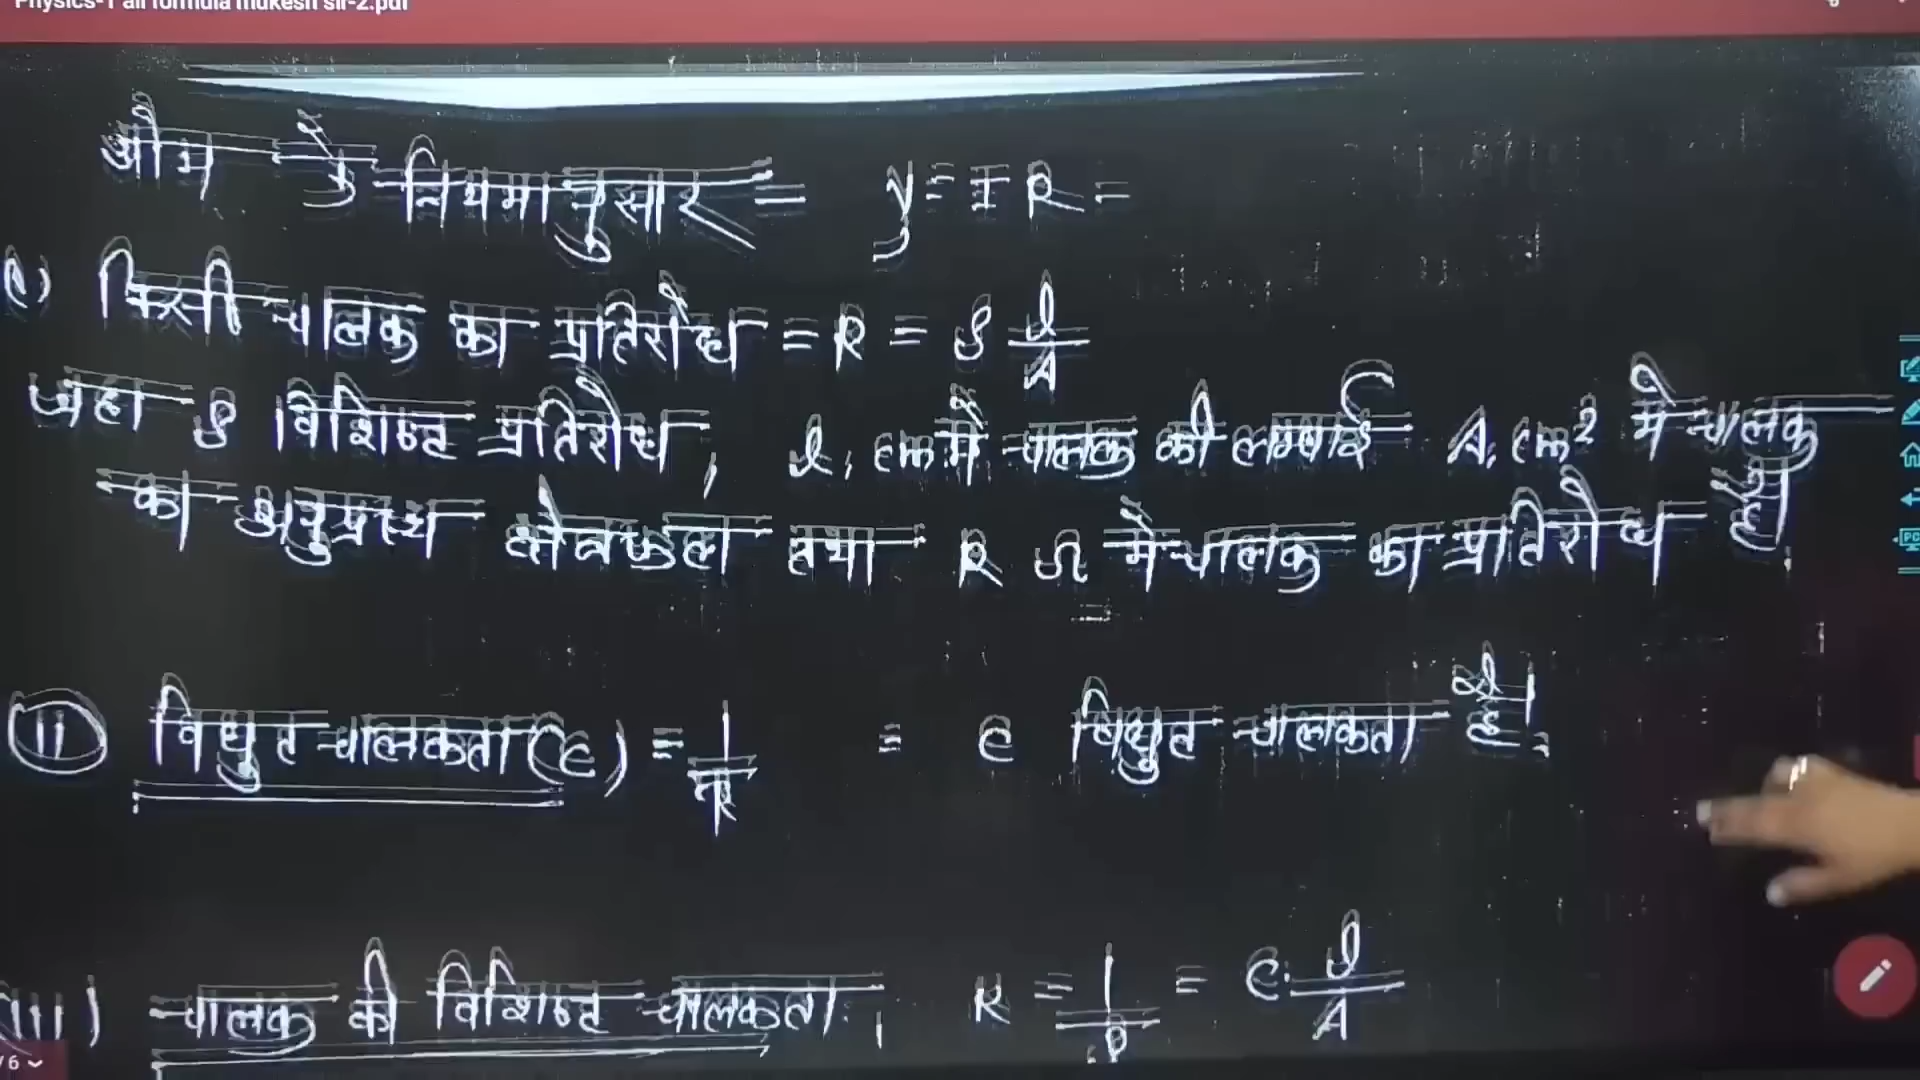 Physics-1 all formula mukesh sir-2.pdf
ओम के नियमानुसार = y = I R =
किसी चालक का प्रतिरोध = R = ρ l/A
जहा ρ विशिष्ट प्रतिरोध, l, cm में चालक की लम्बाई A, cm² में चालक
का अनुप्रस्थ क्षेत्रफल तथा R Ω में चालक का प्रतिरोध है।
(ii) विधुत चालकता (C) = 1/R = C विधुत चालकता है।
(iii) चालक की विशिष्ट चालकता: K = 1/ρ = C. l/A
/6